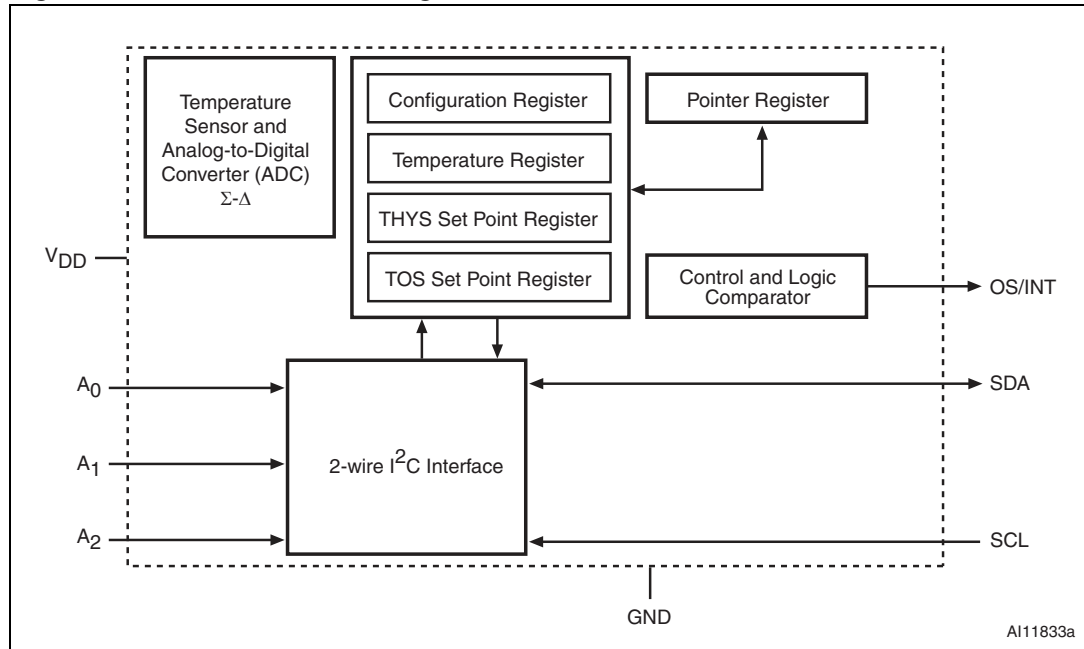 Temperature
Sensor and
Analog-to-Digital
Converter (ADC)
Σ-Δ
Configuration Register
Temperature Register
THYS Set Point Register
TOS Set Point Register
Pointer Register
Control and Logic
Comparator
VDD
OS/INT
A0
A1
A2
2-wire I2C Interface
SDA
SCL
GND
AI11833a